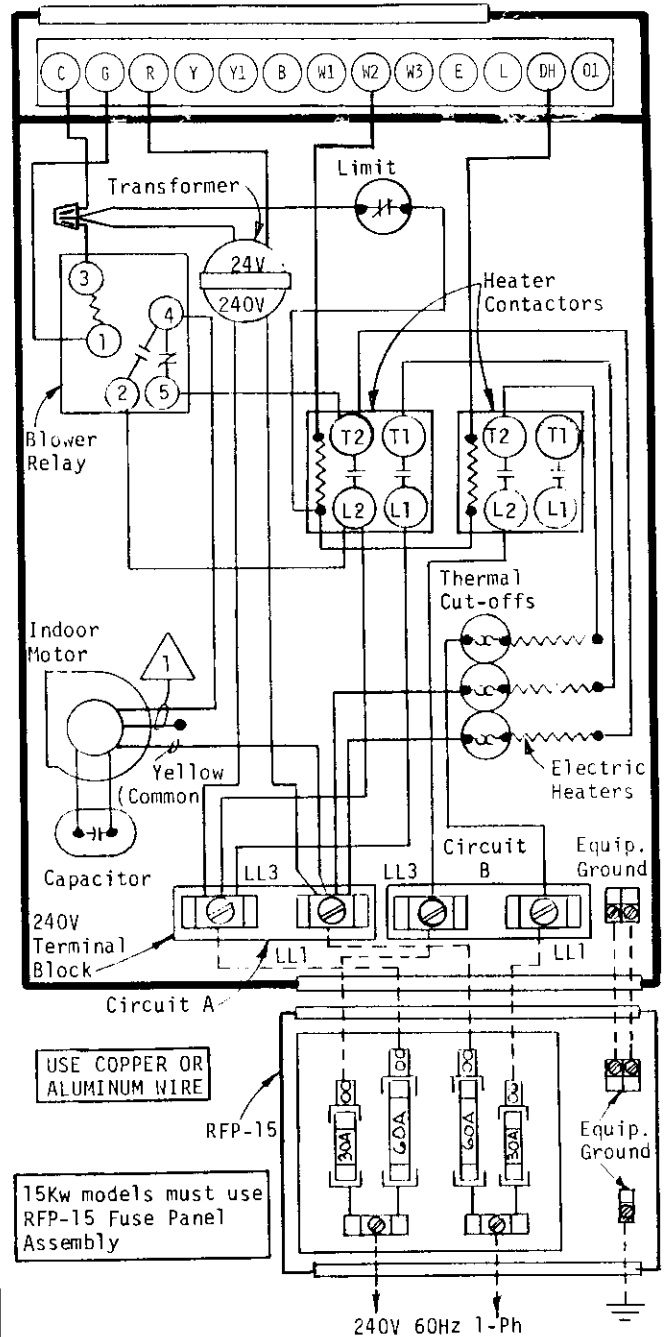 C G R Y Y1 B W1 W2 W3 E L DH O1
Transformer
Limit
24V
240V
Heater
Contactors
3
4
1
2
5
Blower
Relay
T2
T1
T2
T1
L2
L1
L2
L1
Thermal
Cut-offs
Indoor
Motor
1
Yellow
(Common
Electric
Heaters
Capacitor
LL3
LL3
Circuit
B
Equip.
Ground
240V
Terminal
Block
LL1
LL1
Circuit A
USE COPPER OR
ALUMINUM WIRE
RFP-15
30A
60A
60A
30A
Equip.
Ground
15Kw models must use
RFP-15 Fuse Panel
Assembly
240V 60Hz 1-Ph